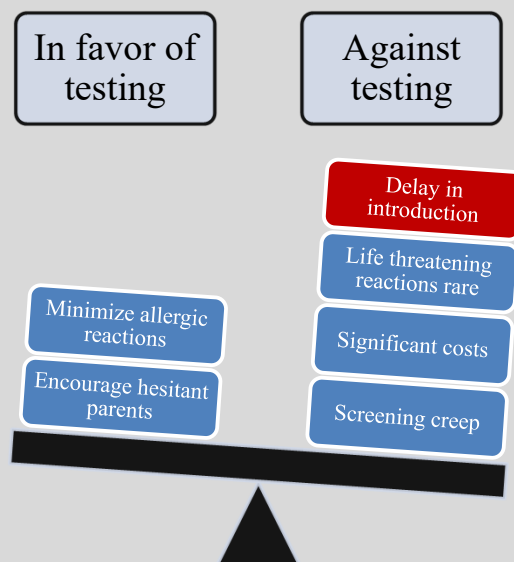 In favor of
testing
Against
testing
Delay in
introduction
Life threatening
reactions rare
Minimize allergic
reactions
Significant costs
Encourage hesitant
parents
Screening creep